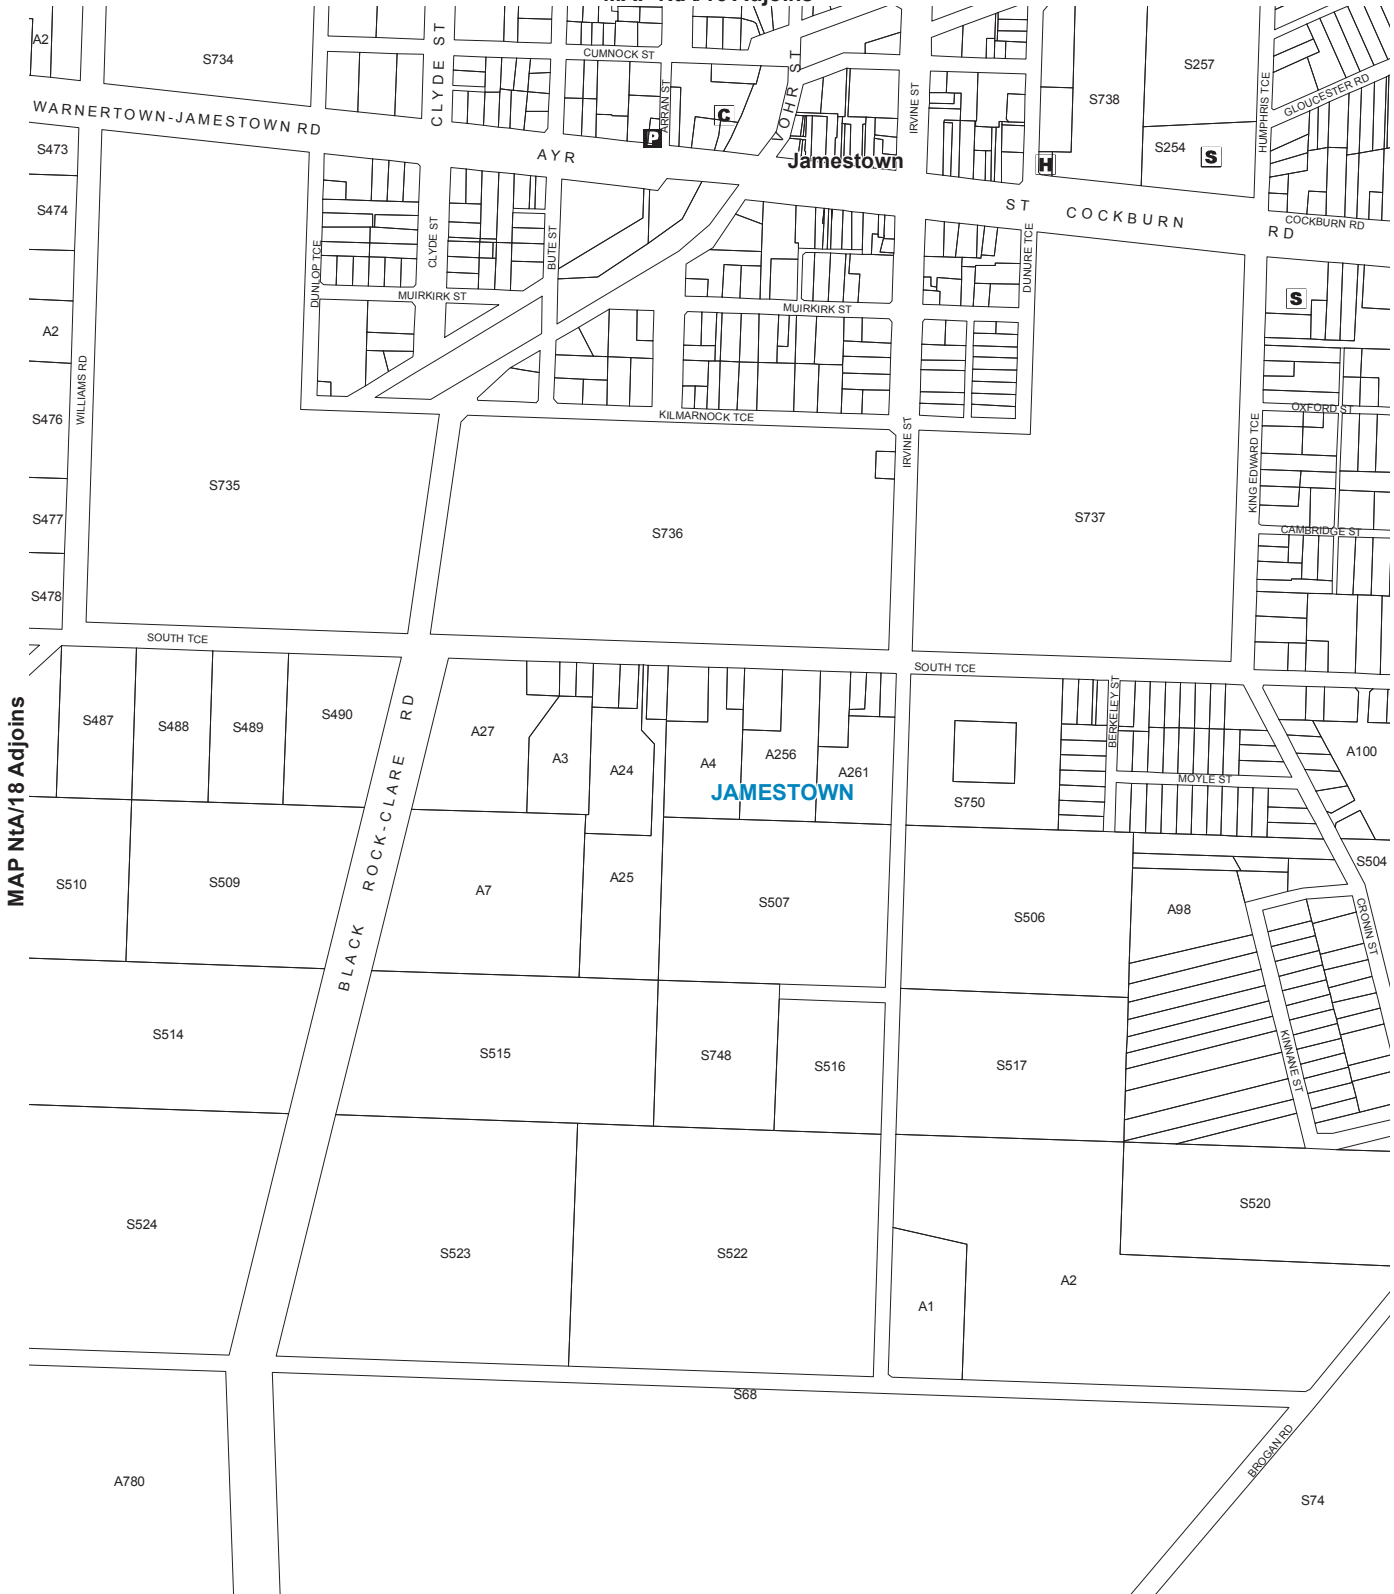 A2
S734
CLYDE ST
CUMNOCK ST
VOHR ST
IRVINE ST
S257
GLOUCESTER RD
HUMPHRIS TCE
S738
WARNERTOWN-JAMESTOWN RD
ARRAN ST
C
P
AYR
Jamestown
H
S254
S
S473
S474
ST
COCKBURN
RD
COCKBURN RD
CLYDE ST
BUTE ST
DUNLOP TCE
DUNURE TCE
MUIRKIRK ST
MUIRKIRK ST
S
A2
WILLIAMS RD
S476
KILMARNOCK TCE
IRVINE ST
OXFORD ST
KING EDWARD TCE
S735
S736
S737
S477
CAMBRIDGE ST
S478
SOUTH TCE
SOUTH TCE
MAP NtA/18 Adjoins
S487
S488
S489
S490
BLACK ROCK-CLARE RD
A27
A3
A24
A4
A256
A261
JAMESTOWN
S750
BERKELEY ST
MOYLE ST
A100
S504
S510
S509
A7
A25
S507
S506
A98
CRONIN ST
KINNANE ST
S514
S515
S748
S516
S517
S524
S523
S522
S520
A1
A2
S68
BROGAN RD
A780
S74